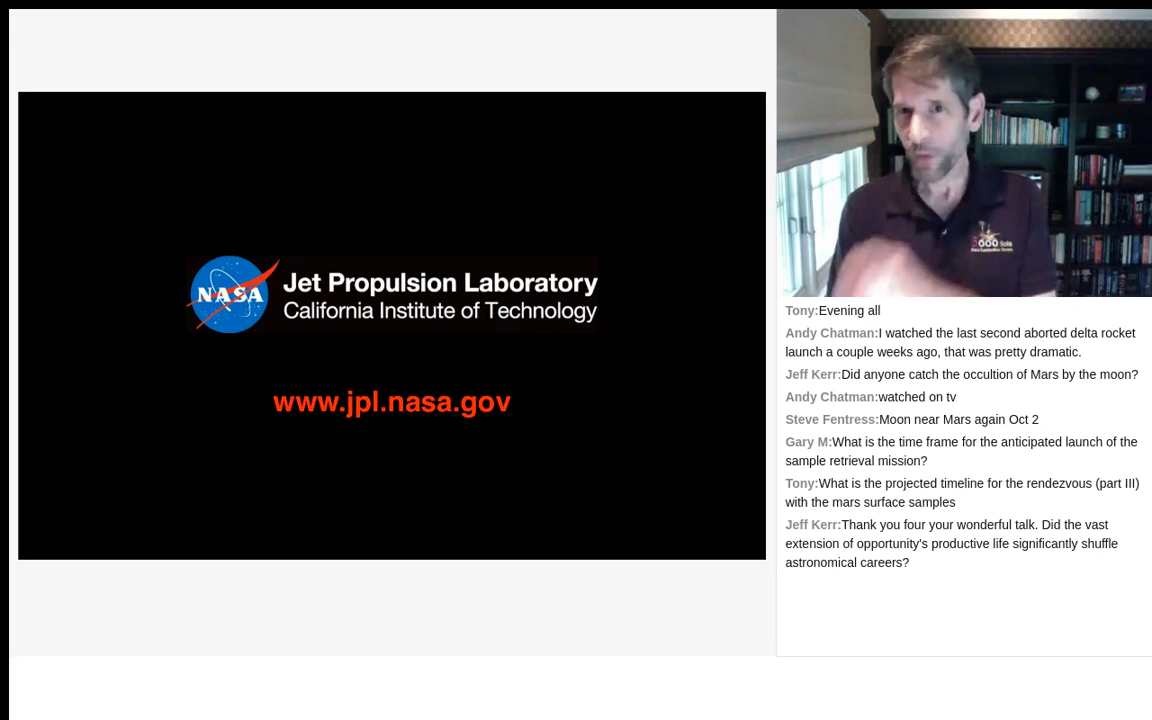 NASA
Jet Propulsion Laboratory
California Institute of Technology
www.jpl.nasa.gov
Tony:Evening all
Andy Chatman:I watched the last second aborted delta rocket
launch a couple weeks ago, that was pretty dramatic.
Jeff Kerr:Did anyone catch the occultion of Mars by the moon?
Andy Chatman:watched on tv
Steve Fentress:Moon near Mars again Oct 2
Gary M:What is the time frame for the anticipated launch of the
sample retrieval mission?
Tony:What is the projected timeline for the rendezvous (part III)
with the mars surface samples
Jeff Kerr:Thank you four your wonderful talk. Did the vast
extension of opportunity's productive life significantly shuffle
astronomical careers?